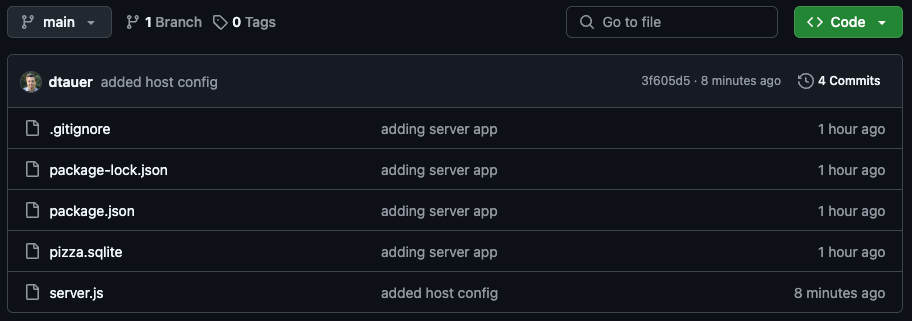 main 1 Branch 0 Tags Go to file Code
dtauer added host config 3f605d5 · 8 minutes ago 4 Commits
.gitignore adding server app 1 hour ago
package-lock.json adding server app 1 hour ago
package.json adding server app 1 hour ago
pizza.sqlite adding server app 1 hour ago
server.js added host config 8 minutes ago